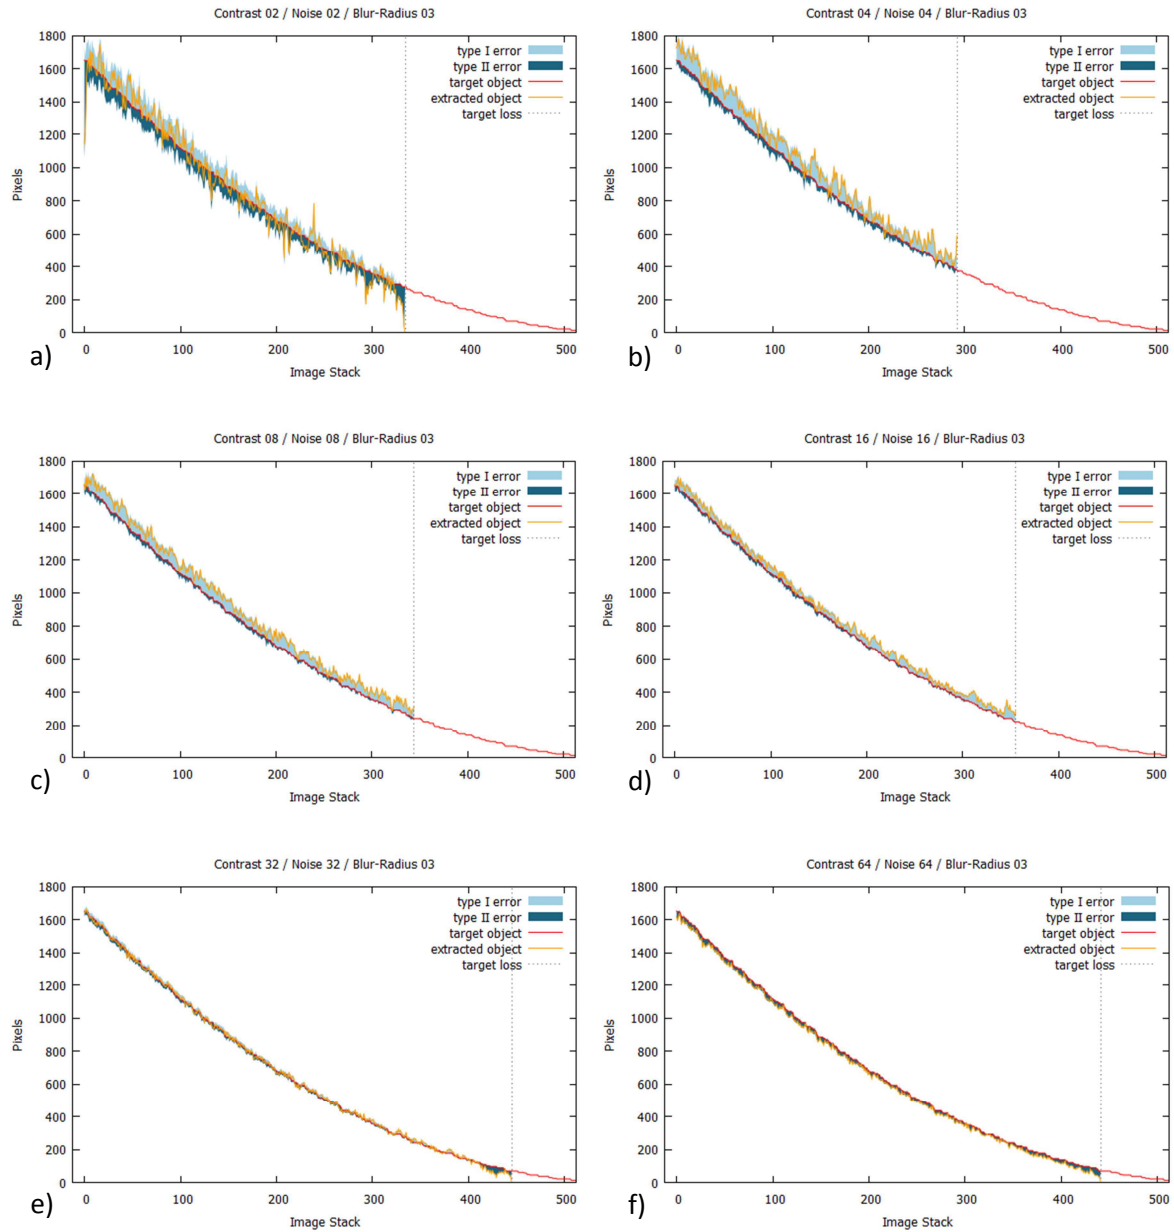 Contrast 02 / Noise 02 / Blur-Radius 03
1800
1600
1400
1200
1000
800
600
400
200
0
Pixels
type I error
type II error
target object
extracted object
target loss
0 100 200 300 400 500
Image Stack
a)
Contrast 04 / Noise 04 / Blur-Radius 03
1800
1600
1400
1200
1000
800
600
400
200
0
Pixels
type I error
type II error
target object
extracted object
target loss
0 100 200 300 400 500
Image Stack
b)
Contrast 08 / Noise 08 / Blur-Radius 03
1800
1600
1400
1200
1000
800
600
400
200
0
Pixels
type I error
type II error
target object
extracted object
target loss
0 100 200 300 400 500
Image Stack
c)
Contrast 16 / Noise 16 / Blur-Radius 03
1800
1600
1400
1200
1000
800
600
400
200
0
Pixels
type I error
type II error
target object
extracted object
target loss
0 100 200 300 400 500
Image Stack
d)
Contrast 32 / Noise 32 / Blur-Radius 03
1800
1600
1400
1200
1000
800
600
400
200
0
Pixels
type I error
type II error
target object
extracted object
target loss
0 100 200 300 400 500
Image Stack
e)
Contrast 64 / Noise 64 / Blur-Radius 03
1800
1600
1400
1200
1000
800
600
400
200
0
Pixels
type I error
type II error
target object
extracted object
target loss
0 100 200 300 400 500
Image Stack
f)